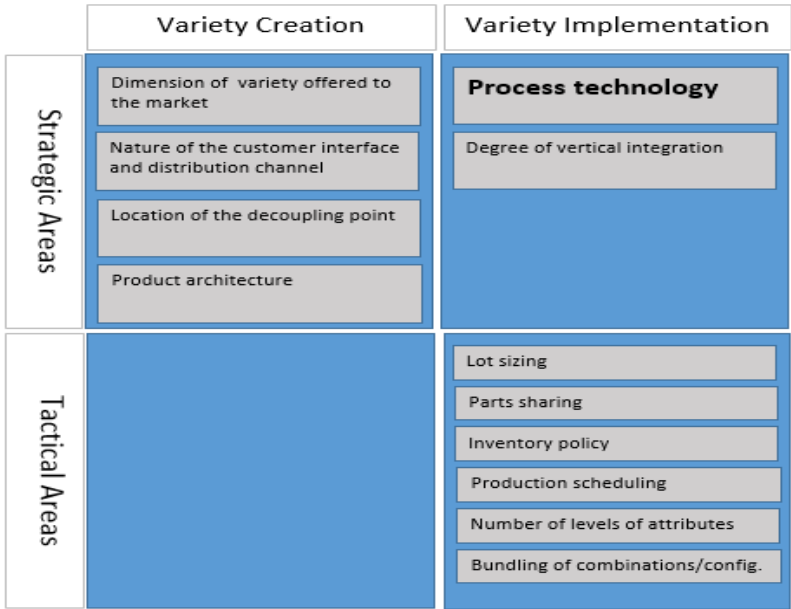 Variety Creation
Variety Implementation
Strategic Areas
Dimension of variety offered to
the market
Nature of the customer interface
and distribution channel
Location of the decoupling point
Product architecture
Process technology
Degree of vertical integration
Tactical Areas
Lot sizing
Parts sharing
Inventory policy
Production scheduling
Number of levels of attributes
Bundling of combinations/config.